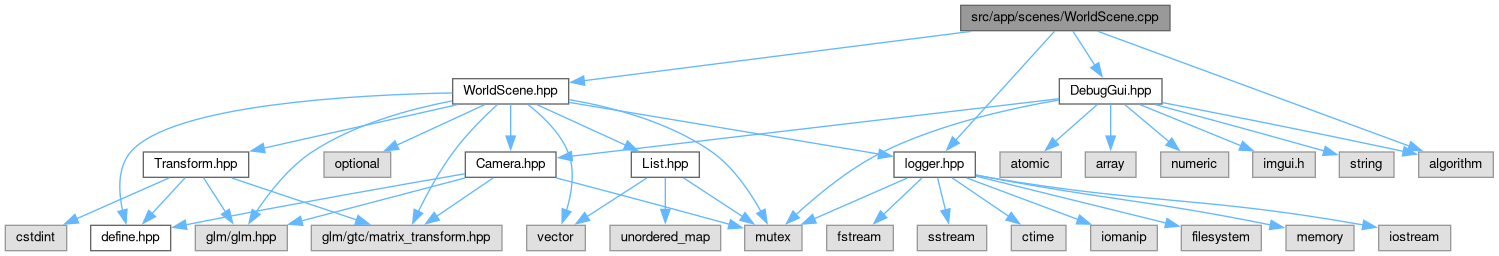 src/app/scenes/WorldScene.cpp
WorldScene.hpp
DebugGui.hpp
Transform.hpp
optional
Camera.hpp
List.hpp
logger.hpp
atomic
array
numeric
imgui.h
string
algorithm
cstdint
define.hpp
glm/glm.hpp
glm/gtc/matrix_transform.hpp
vector
unordered_map
mutex
fstream
sstream
ctime
iomanip
filesystem
memory
iostream